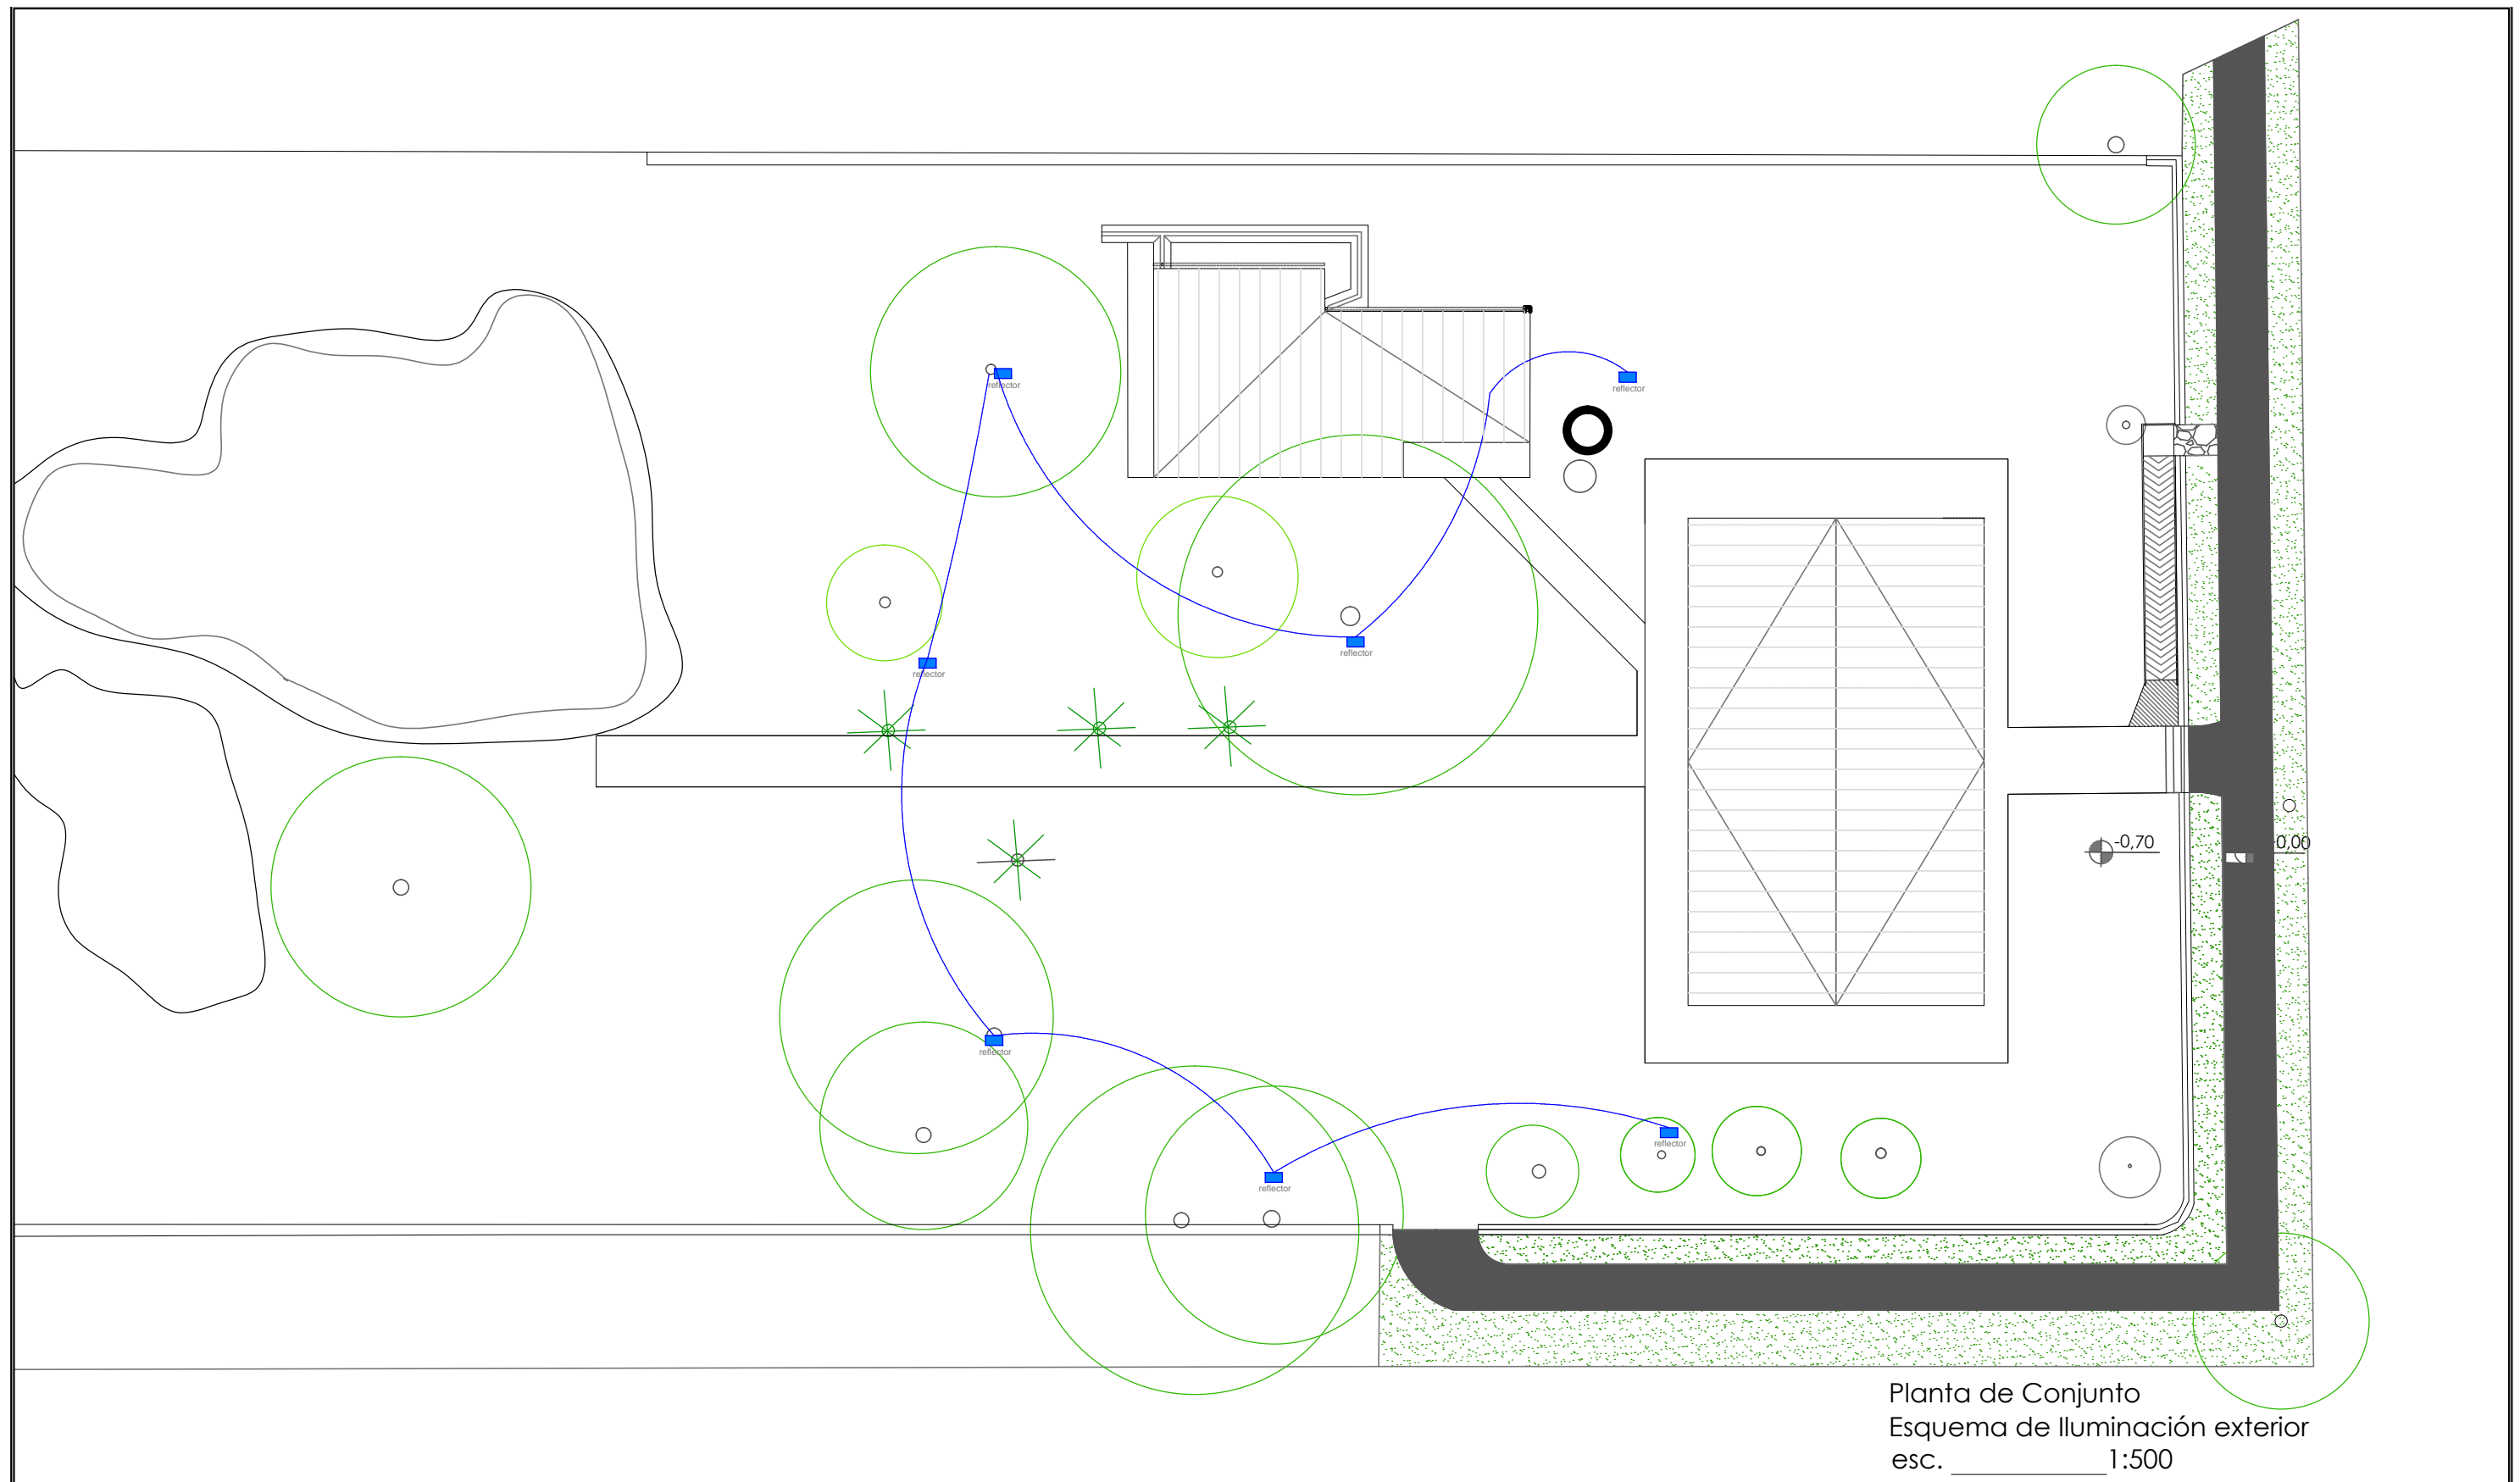 reflector
reflector
reflector
reflector
-0,70
0,00
reflector
reflector
reflector
Planta de Conjunto
Esquema de Iluminación exterior
esc. ____________1:500